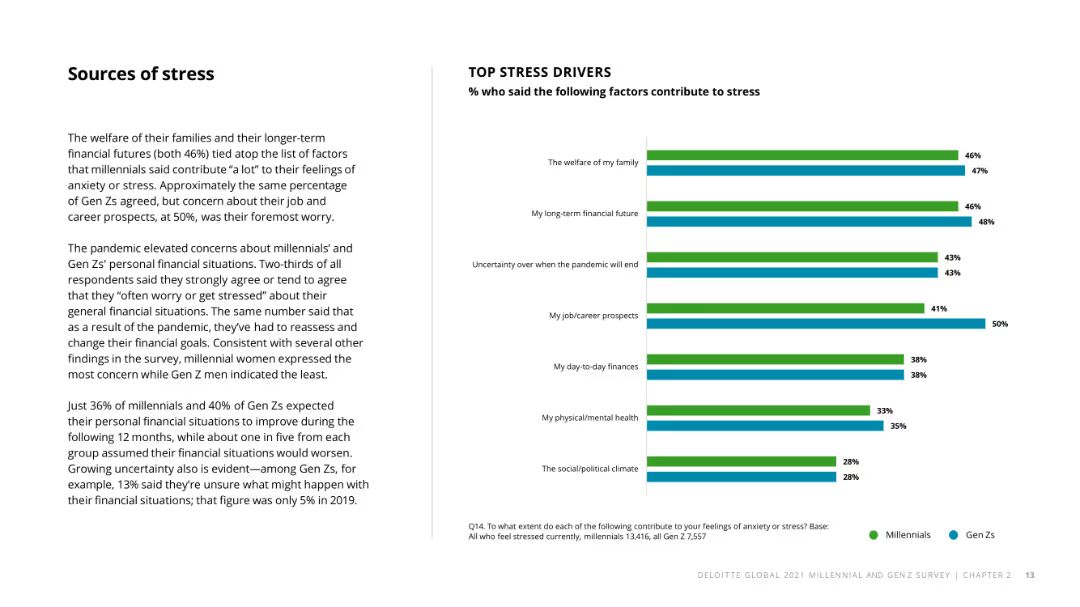 Sources of stress
The welfare of their families and their longer-term
financial futures (both 46%) tied atop the list of factors
that millennials said contribute “a lot” to their feelings of
anxiety or stress. Approximately the same percentage
of Gen Zs agreed, but concern about their job and
career prospects, at 50%, was their foremost worry.
The pandemic elevated concerns about millennials’ and
Gen Zs’ personal financial situations. Two-thirds of all
respondents said they strongly agree or tend to agree
that they “often worry or get stressed” about their
general financial situations. The same number said that
as a result of the pandemic, they’ve had to reassess and
change their financial goals. Consistent with several other
findings in the survey, millennial women expressed the
most concern while Gen Z men indicated the least.
Just 36% of millennials and 40% of Gen Zs expected
their personal financial situations to improve during the
following 12 months, while about one in five from each
group assumed their financial situations would worsen.
Growing uncertainty also is evident—among Gen Zs, for
example, 13% said they’re unsure what might happen with
their financial situations; that figure was only 5% in 2019.
TOP STRESS DRIVERS
% who said the following factors contribute to stress
The welfare of my family
46%
47%
My long-term financial future
46%
48%
Uncertainty over when the pandemic will end
43%
43%
My job/career prospects
41%
50%
My day-to-day finances
38%
38%
My physical/mental health
33%
35%
The social/political climate
28%
28%
Q14. To what extent do each of the following contribute to your feelings of anxiety or stress? Base:
All who feel stressed currently, millennials 13,416, all Gen Z 7,557
Millennials
Gen Zs
DELOITTE GLOBAL 2021 MILLENNIAL AND GEN Z SURVEY | CHAPTER 2 13